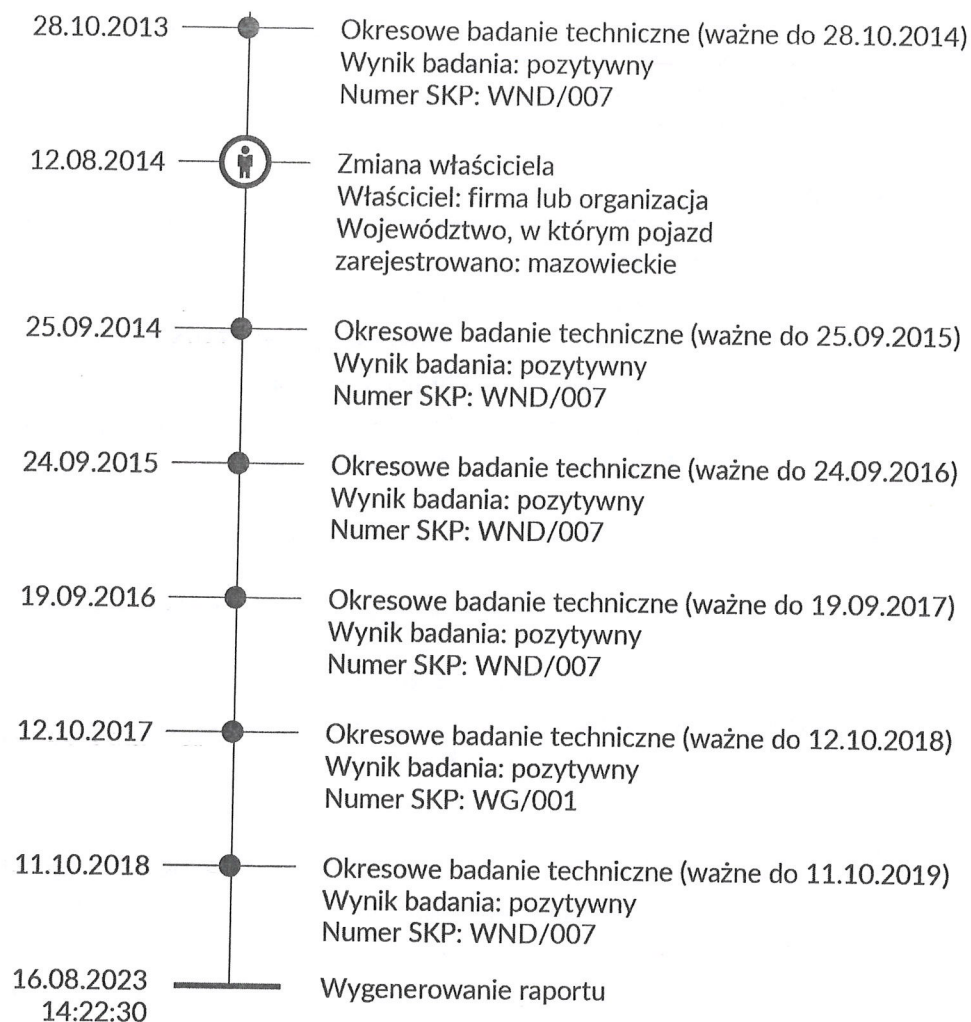 28.10.2013 Okresowe badanie techniczne (ważne do 28.10.2014)
Wynik badania: pozytywny
Numer SKP: WND/007
12.08.2014 Zmiana właściciela
Właściciel: firma lub organizacja
Województwo, w którym pojazd
zarejestrowano: mazowieckie
25.09.2014 Okresowe badanie techniczne (ważne do 25.09.2015)
Wynik badania: pozytywny
Numer SKP: WND/007
24.09.2015 Okresowe badanie techniczne (ważne do 24.09.2016)
Wynik badania: pozytywny
Numer SKP: WND/007
19.09.2016 Okresowe badanie techniczne (ważne do 19.09.2017)
Wynik badania: pozytywny
Numer SKP: WND/007
12.10.2017 Okresowe badanie techniczne (ważne do 12.10.2018)
Wynik badania: pozytywny
Numer SKP: WG/001
11.10.2018 Okresowe badanie techniczne (ważne do 11.10.2019)
Wynik badania: pozytywny
Numer SKP: WND/007
16.08.2023 Wygenerowanie raportu
14:22:30